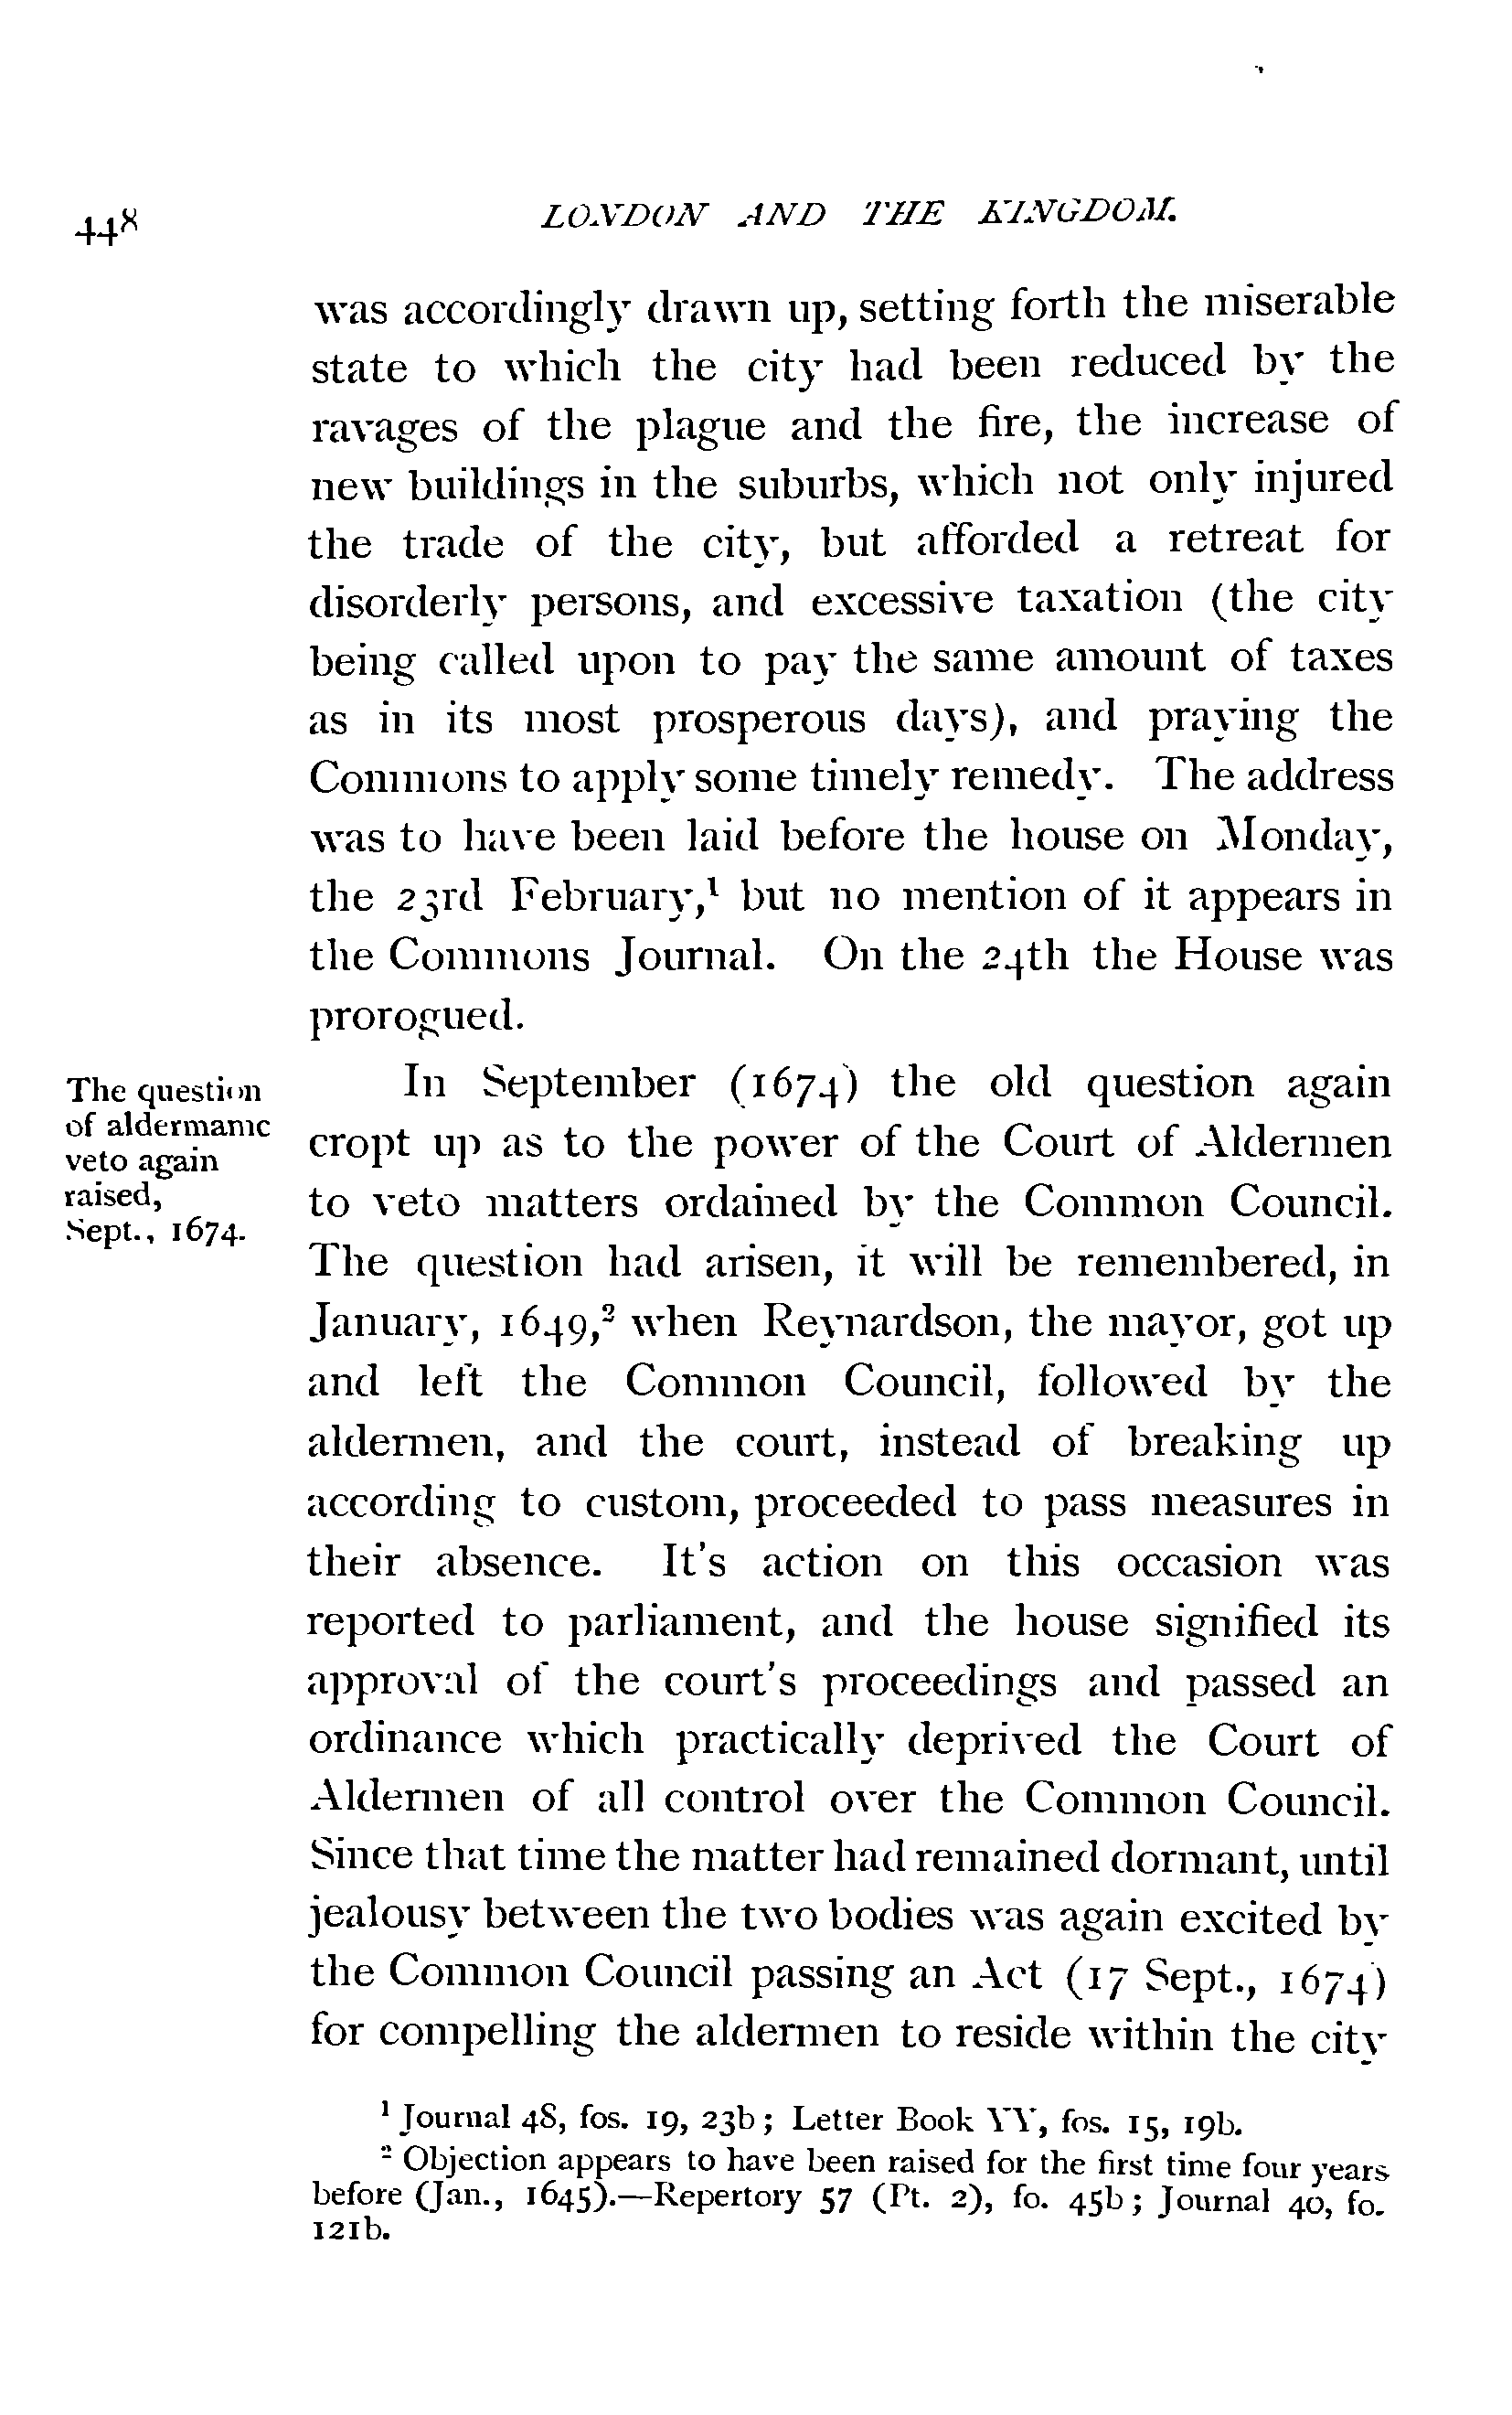 448
LONDON AND THE KINGDOM.
was accordingly drawn up, setting forth the miserable
state to which the city had been reduced by the
ravages of the plague and the fire, the increase of
new buildings in the suburbs, which not only injured
the trade of the city, but afforded a retreat for
disorderly persons, and excessive taxation (the city
being called upon to pay the same amount of taxes
as in its most prosperous days), and praying the
Commons to apply some timely remedy. The address
was to have been laid before the house on Monday,
the 23rd February,¹ but no mention of it appears in
the Commons Journal. On the 24th the House was
prorogued.
The question
of aldermanic
veto again
raised,
Sept., 1674.
In September (1674) the old question again
cropt up as to the power of the Court of Aldermen
to veto matters ordained by the Common Council.
The question had arisen, it will be remembered, in
January, 1649,² when Reynardson, the mayor, got up
and left the Common Council, followed by the
aldermen, and the court, instead of breaking up
according to custom, proceeded to pass measures in
their absence. It's action on this occasion was
reported to parliament, and the house signified its
approval of the court's proceedings and passed an
ordinance which practically deprived the Court of
Aldermen of all control over the Common Council.
Since that time the matter had remained dormant, until
jealousy between the two bodies was again excited by
the Common Council passing an Act (17 Sept., 1674)
for compelling the aldermen to reside within the city
¹ Journal 48, fos. 19, 23b; Letter Book YY, fos. 15, 19b.
² Objection appears to have been raised for the first time four years
before (Jan., 1645).—Repertory 57 (Pt. 2), fo. 45b; Journal 40, fo.
121b.